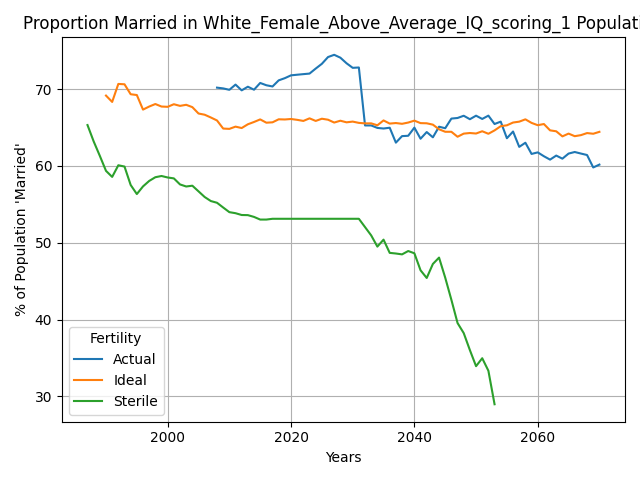 Proportion Married in White_Female_Above_Average_IQ_scoring_1 Populati
% of Population 'Married'
70
60
50
40
30
Fertility
Actual
Ideal
Sterile
2000 2020 2040 2060
Years